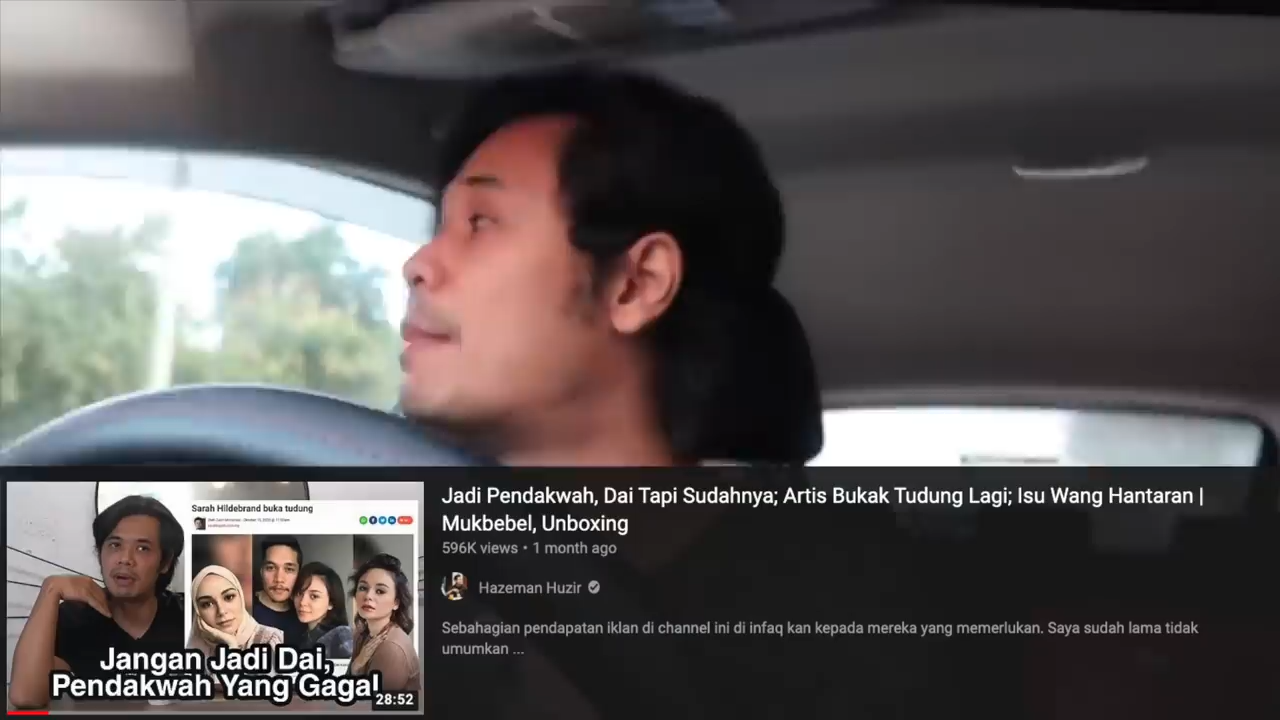 Jadi Pendakwah, Dai Tapi Sudahnya; Artis Bukak Tudung Lagi; Isu Wang Hantaran |
Mukbebel, Unboxing
596K views • 1 month ago
Hazeman Huzir
Sebahagian pendapatan iklan di channel ini di infaq kan kepada mereka yang memerlukan. Saya sudah lama tidak
umumkan ...
Sarah Hildebrand buka tudung
Jangan Jadi Dai,
Pendakwah Yang Gagal
28:52